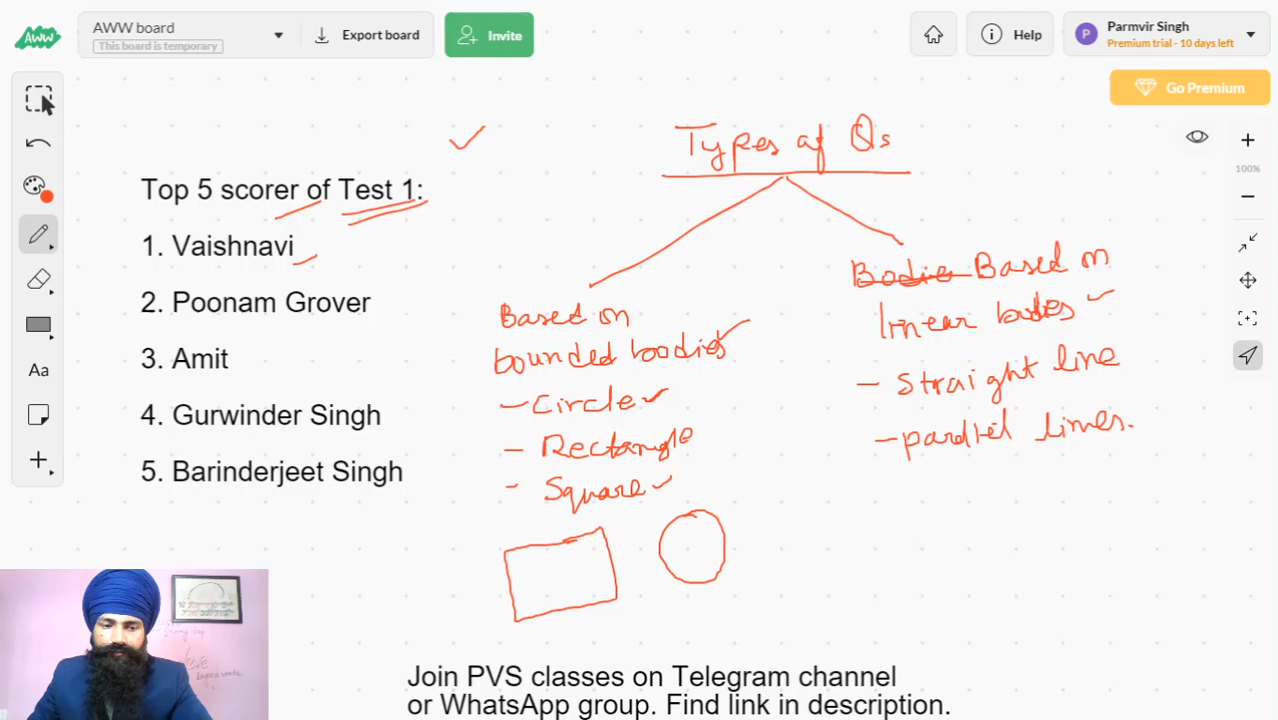 AWW
AWW board
This board is temporary
Export board
Invite
Help
P
Parmvir Singh
Premium trial - 10 days left
Go Premium
100%
Aa
Top 5 scorer of Test 1:
1. Vaishnavi
2. Poonam Grover
3. Amit
4. Gurwinder Singh
5. Barinderjeet Singh
Types of Qs
Based on
bounded bodies
- Circle
- Rectangle
- Square
Bodie Based on
linear bodies
- Straight line
- parallel lines.
Join PVS classes on Telegram channel
or WhatsApp group. Find link in description.